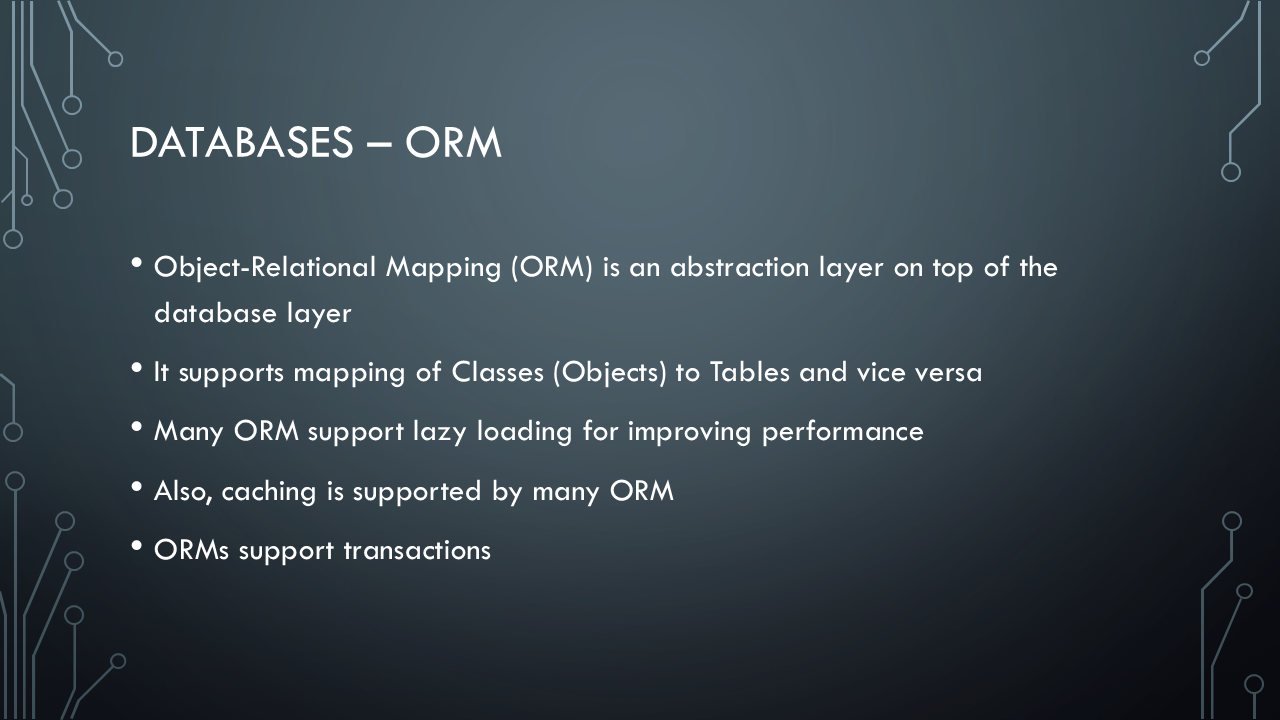 DATABASES – ORM
• Object-Relational Mapping (ORM) is an abstraction layer on top of the
database layer
• It supports mapping of Classes (Objects) to Tables and vice versa
• Many ORM support lazy loading for improving performance
• Also, caching is supported by many ORM
• ORMs support transactions